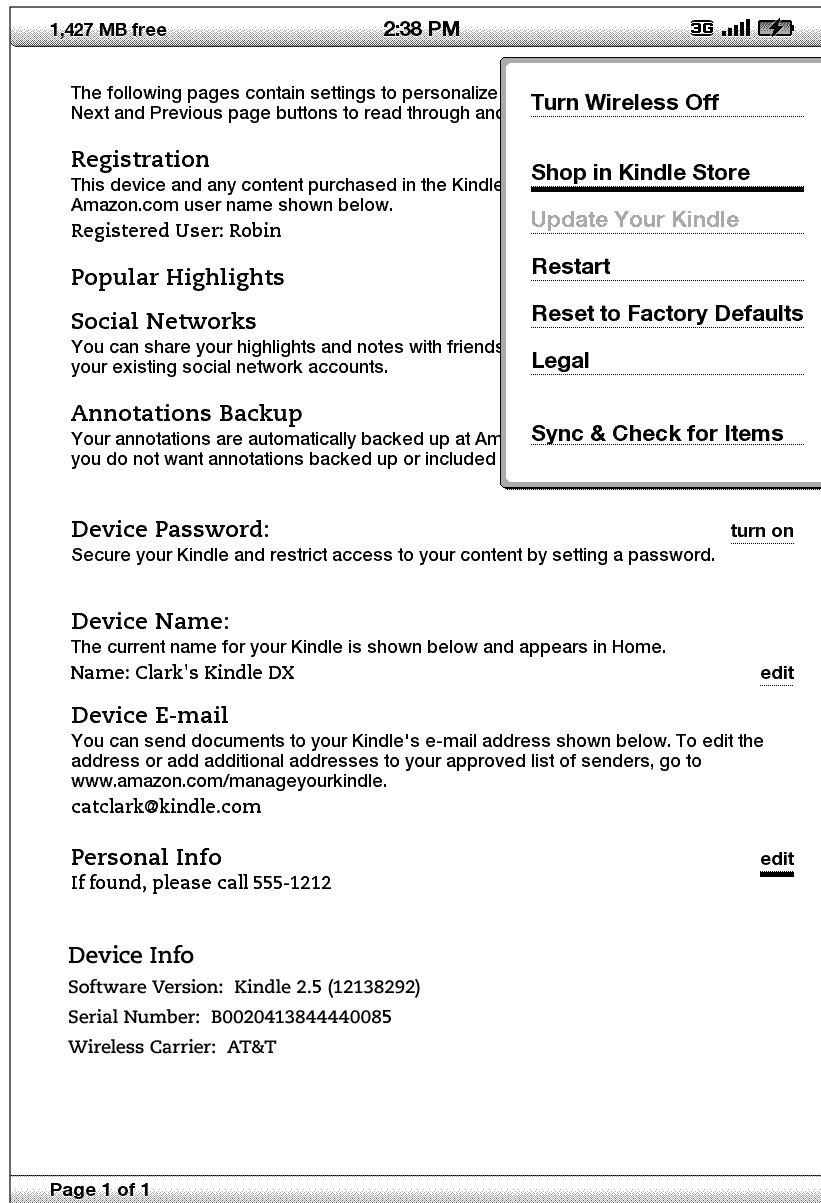 1,427 MB free 2:38 PM 3G
The following pages contain settings to personalize
Next and Previous page buttons to read through and
Registration
This device and any content purchased in the Kindle
Amazon.com user name shown below.
Registered User: Robin
Popular Highlights
Social Networks
You can share your highlights and notes with friends
your existing social network accounts.
Annotations Backup
Your annotations are automatically backed up at Am
you do not want annotations backed up or included
Turn Wireless Off
Shop in Kindle Store
Update Your Kindle
Restart
Reset to Factory Defaults
Legal
Sync & Check for Items
Device Password: turn on
Secure your Kindle and restrict access to your content by setting a password.
Device Name:
The current name for your Kindle is shown below and appears in Home.
Name: Clark's Kindle DX edit
Device E-mail
You can send documents to your Kindle's e-mail address shown below. To edit the
address or add additional addresses to your approved list of senders, go to
www.amazon.com/manageyourkindle.
catclark@kindle.com
Personal Info edit
If found, please call 555-1212
Device Info
Software Version: Kindle 2.5 (12138292)
Serial Number: B0020413844440085
Wireless Carrier: AT&T
Page 1 of 1